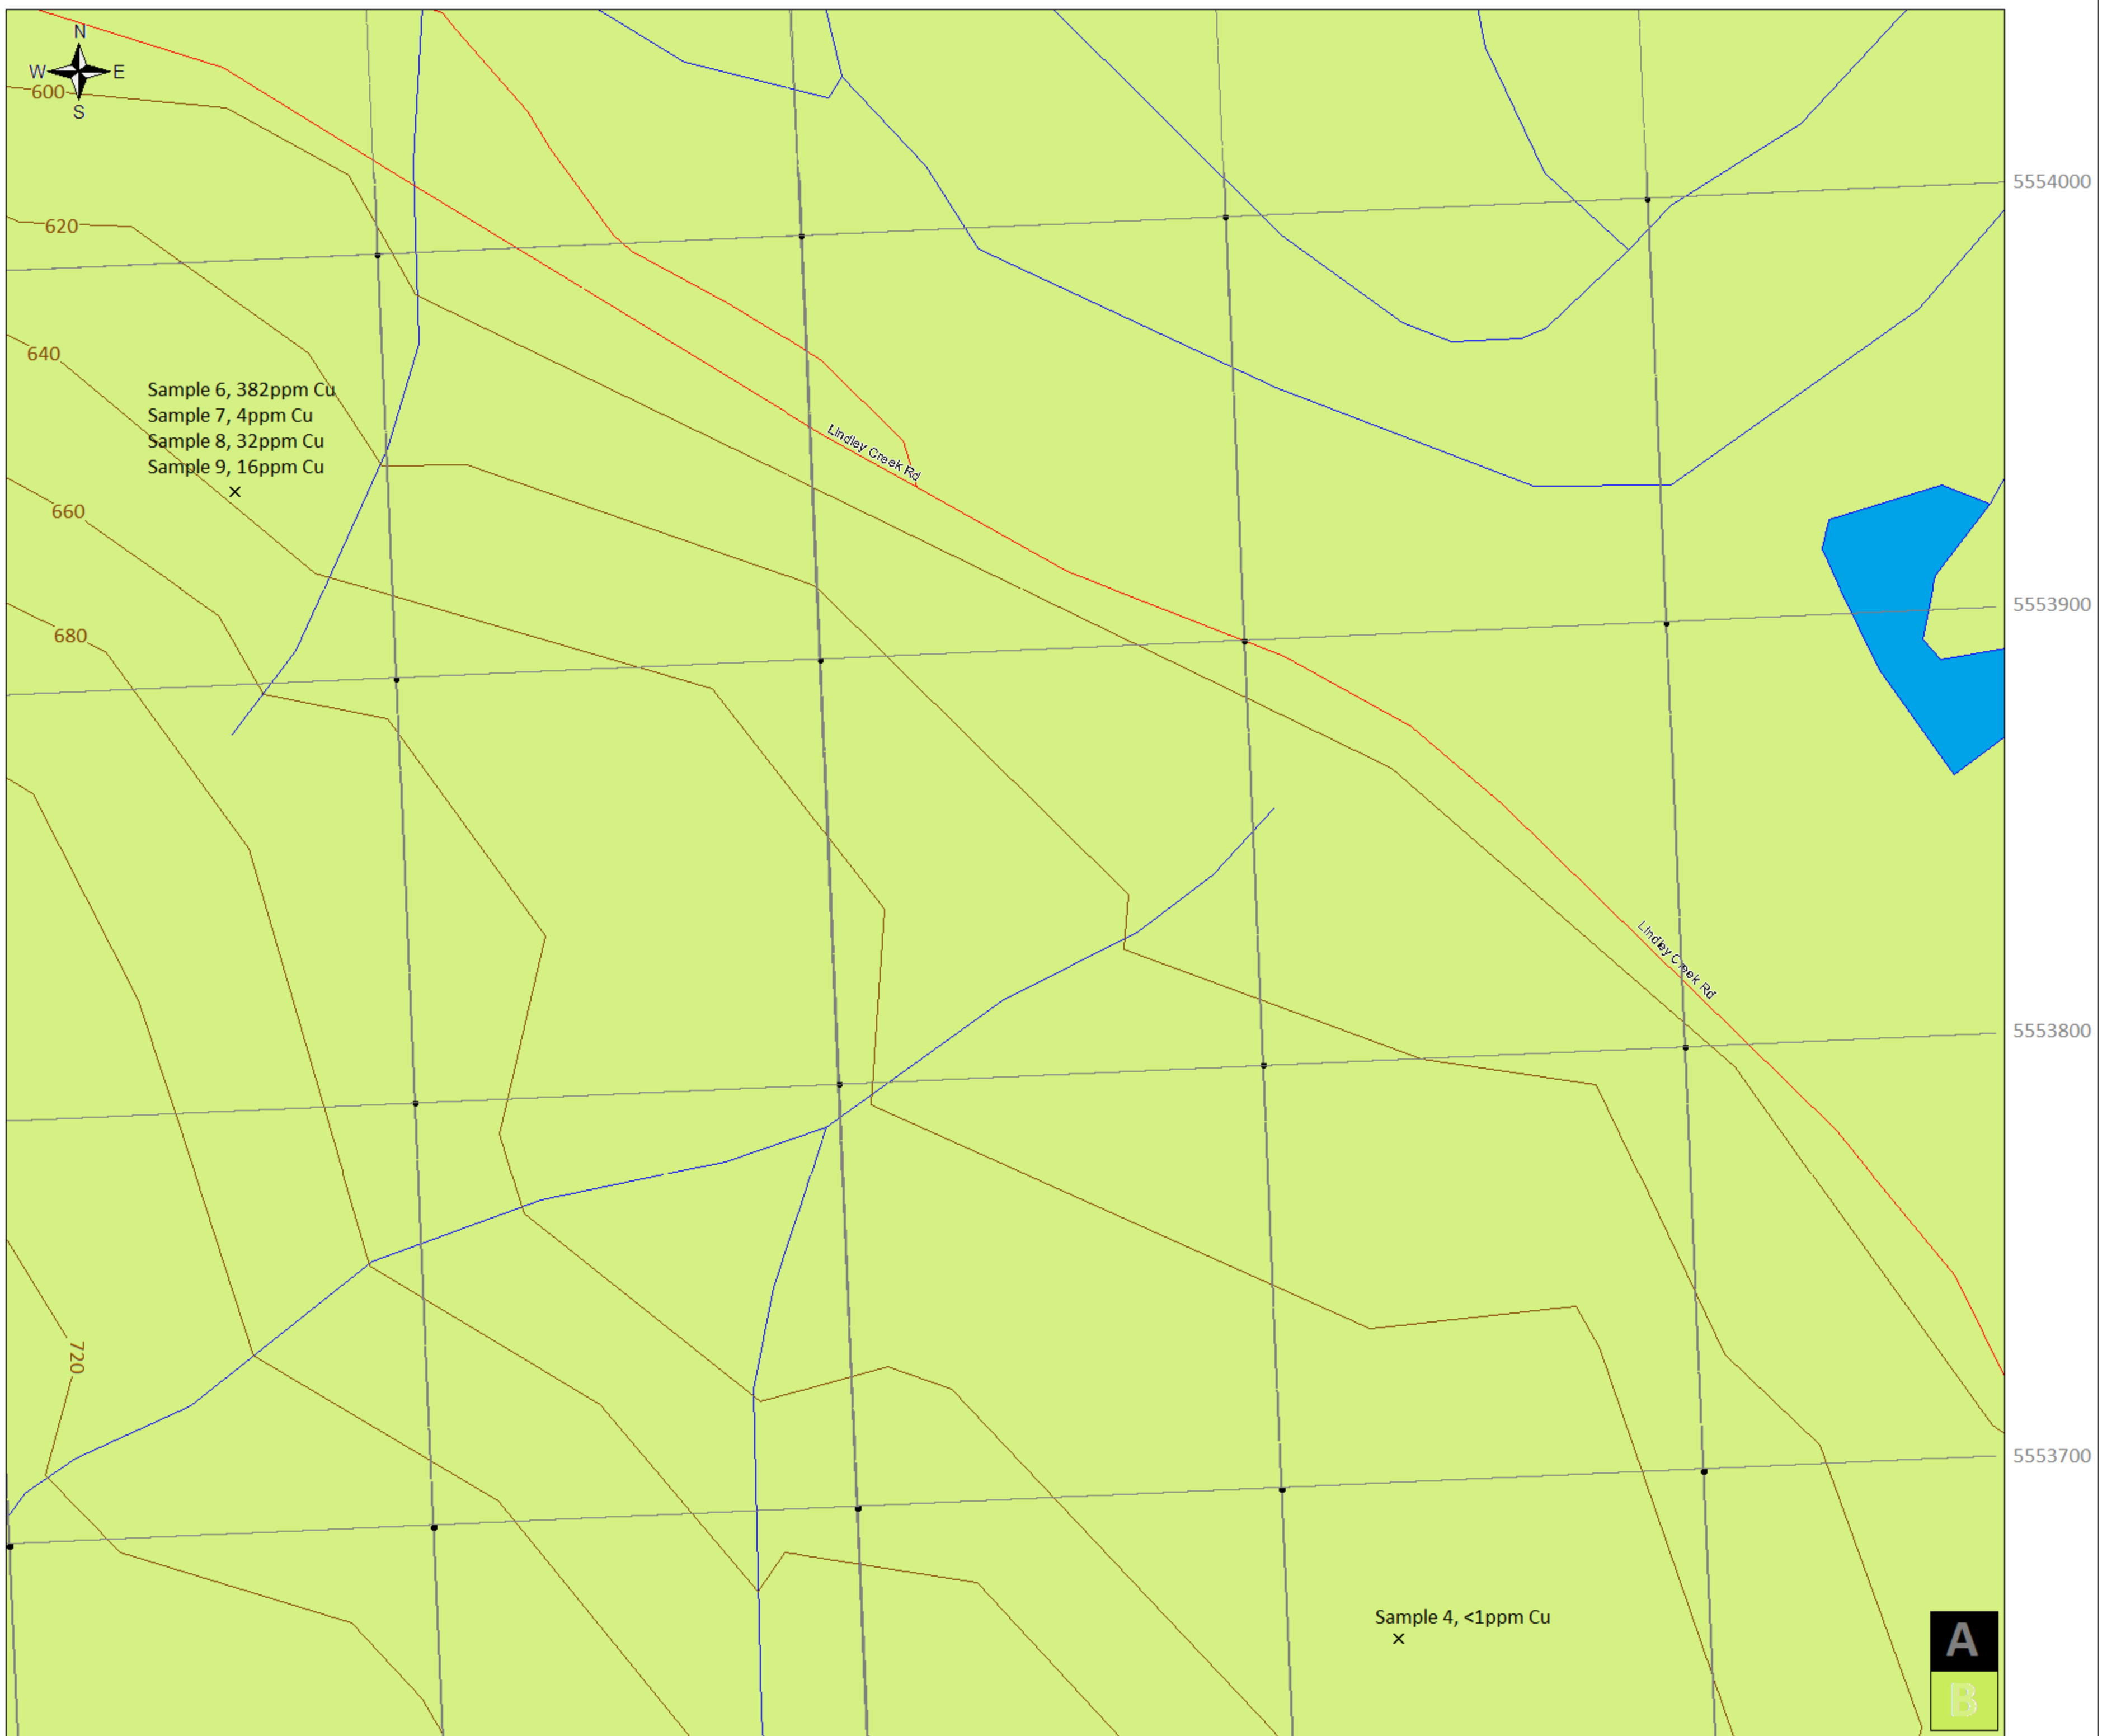 N
W E
S
600
5554000
620
640
Sample 6, 382ppm Cu
Sample 7, 4ppm Cu
Sample 8, 32ppm Cu
Sample 9, 16ppm Cu
Lindley Creek Rd
660
5553900
680
Lindley Creek Rd
5553800
720
5553700
Sample 4, <1ppm Cu
A
B